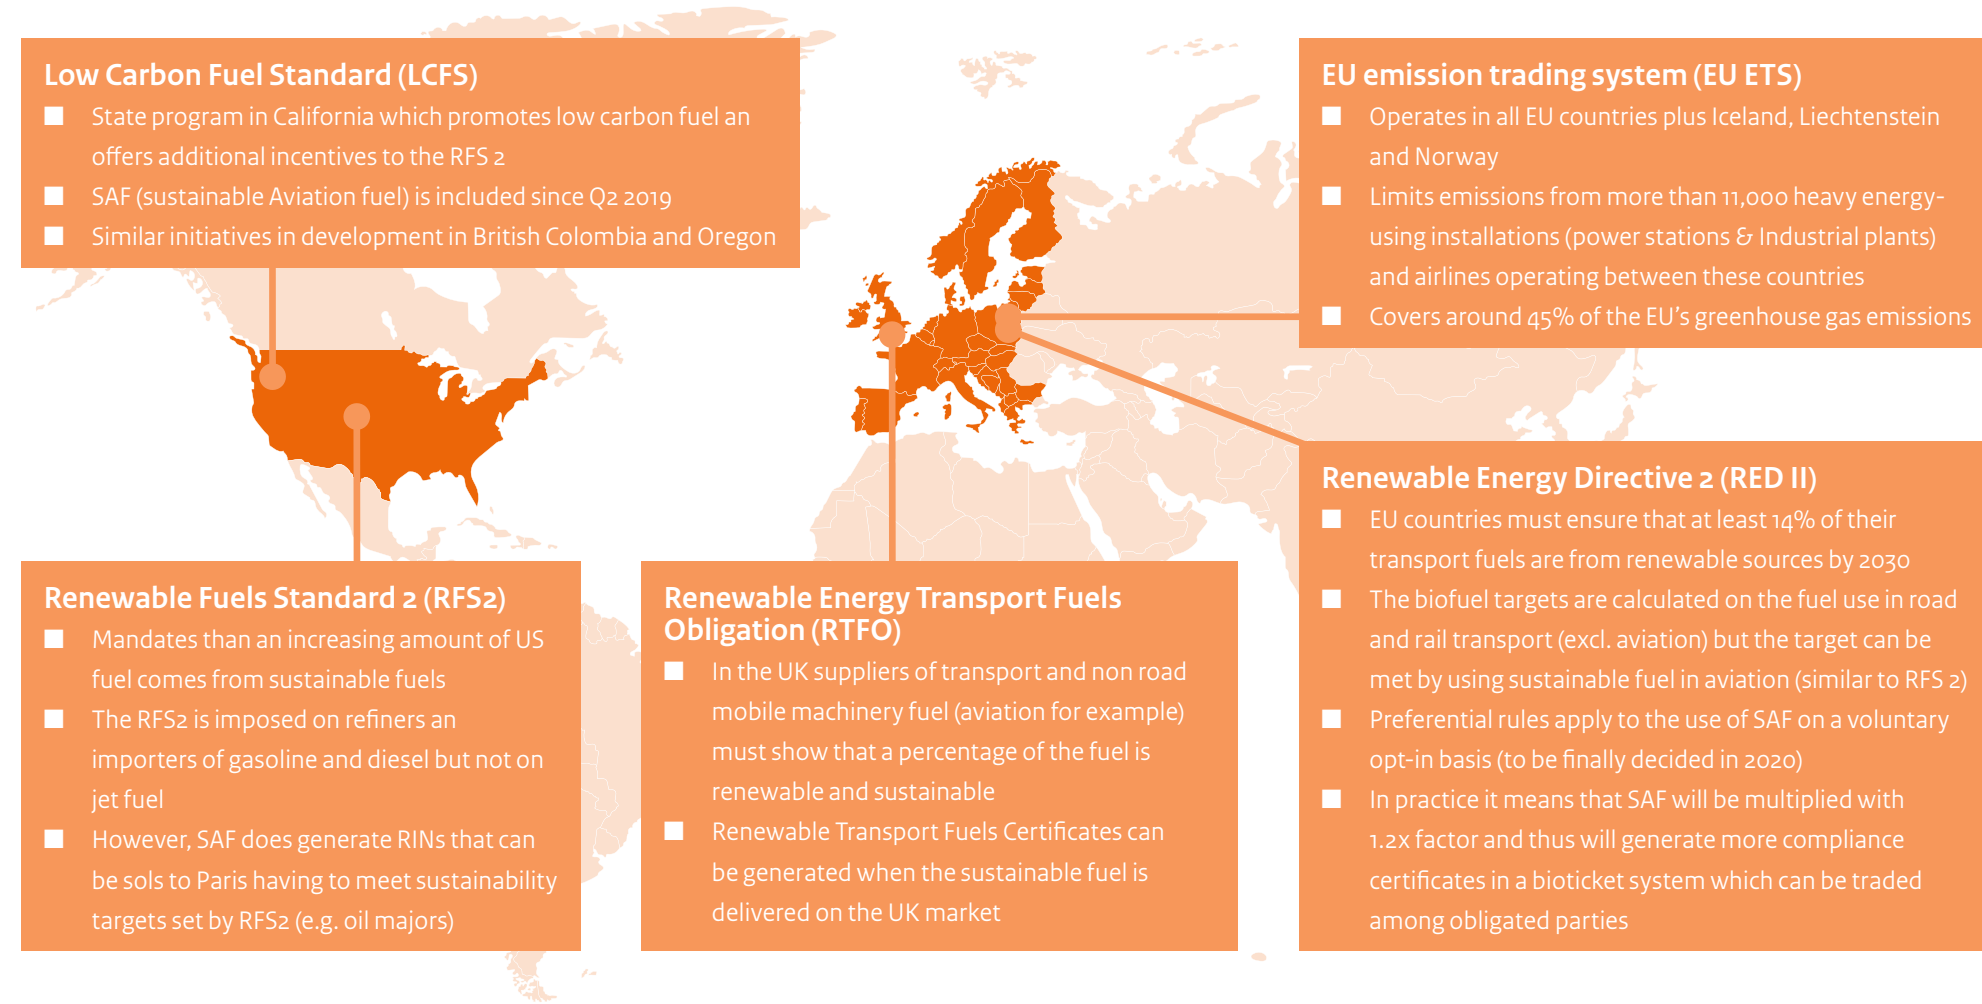 Low Carbon Fuel Standard (LCFS)
State program in California which promotes low carbon fuel an
offers additional incentives to the RFS 2
SAF (sustainable Aviation fuel) is included since Q2 2019
Similar initiatives in development in British Colombia and Oregon
EU emission trading system (EU ETS)
Operates in all EU countries plus Iceland, Liechtenstein
and Norway
Limits emissions from more than 11,000 heavy energy-
using installations (power stations & Industrial plants)
and airlines operating between these countries
Covers around 45% of the EU's greenhouse gas emissions
Renewable Fuels Standard 2 (RFS2)
Mandates than an increasing amount of US
fuel comes from sustainable fuels
The RFS2 is imposed on refiners an
importers of gasoline and diesel but not on
jet fuel
However, SAF does generate RINs that can
be sols to Paris having to meet sustainability
targets set by RFS2 (e.g. oil majors)
Renewable Energy Transport Fuels
Obligation (RTFO)
In the UK suppliers of transport and non road
mobile machinery fuel (aviation for example)
must show that a percentage of the fuel is
renewable and sustainable
Renewable Transport Fuels Certificates can
be generated when the sustainable fuel is
delivered on the UK market
Renewable Energy Directive 2 (RED II)
EU countries must ensure that at least 14% of their
transport fuels are from renewable sources by 2030
The biofuel targets are calculated on the fuel use in road
and rail transport (excl. aviation) but the target can be
met by using sustainable fuel in aviation (similar to RFS 2)
Preferential rules apply to the use of SAF on a voluntary
opt-in basis (to be finally decided in 2020)
In practice it means that SAF will be multiplied with
1.2x factor and thus will generate more compliance
certificates in a bioticket system which can be traded
among obligated parties